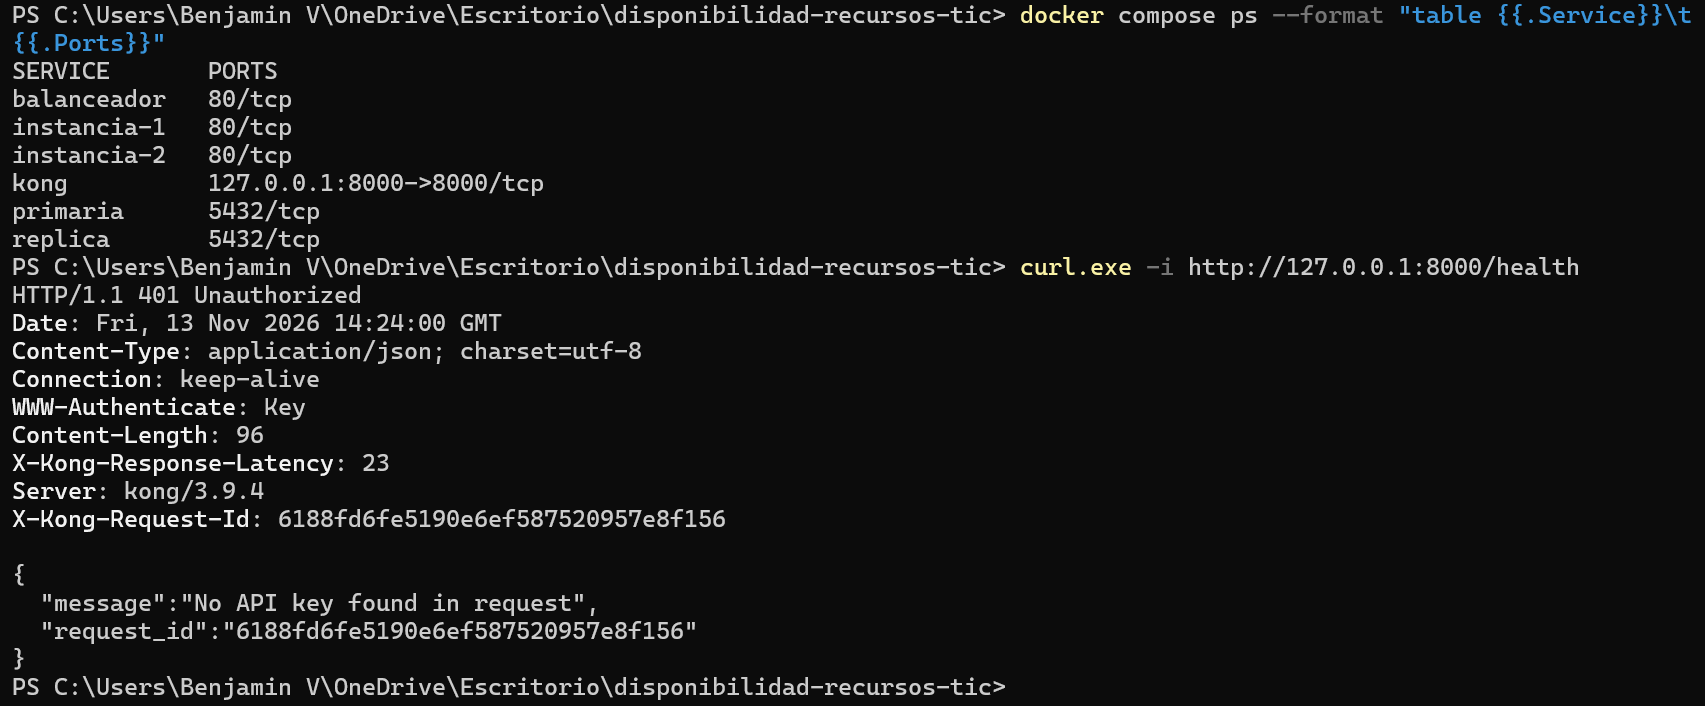 PS C:\Users\Benjamin V\OneDrive\Escritorio\disponibilidad-recursos-tic> docker compose ps --format "table {{.Service}}\t
{{.Ports}}"
SERVICE       PORTS
balanceador   80/tcp
instancia-1   80/tcp
instancia-2   80/tcp
kong          127.0.0.1:8000->8000/tcp
primaria      5432/tcp
replica       5432/tcp
PS C:\Users\Benjamin V\OneDrive\Escritorio\disponibilidad-recursos-tic> curl.exe -i http://127.0.0.1:8000/health
HTTP/1.1 401 Unauthorized
Date: Fri, 13 Nov 2026 14:24:00 GMT
Content-Type: application/json; charset=utf-8
Connection: keep-alive
WWW-Authenticate: Key
Content-Length: 96
X-Kong-Response-Latency: 23
Server: kong/3.9.4
X-Kong-Request-Id: 6188fd6fe5190e6ef587520957e8f156

{
  "message":"No API key found in request",
  "request_id":"6188fd6fe5190e6ef587520957e8f156"
}
PS C:\Users\Benjamin V\OneDrive\Escritorio\disponibilidad-recursos-tic>